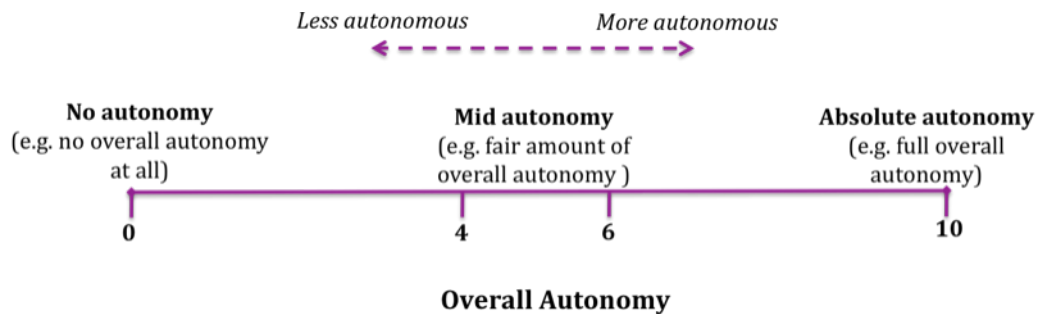 Less autonomous
More autonomous
No autonomy
(e.g. no overall autonomy
at all)
Mid autonomy
(e.g. fair amount of
overall autonomy )
Absolute autonomy
(e.g. full overall
autonomy)
0
4
6
10
Overall Autonomy